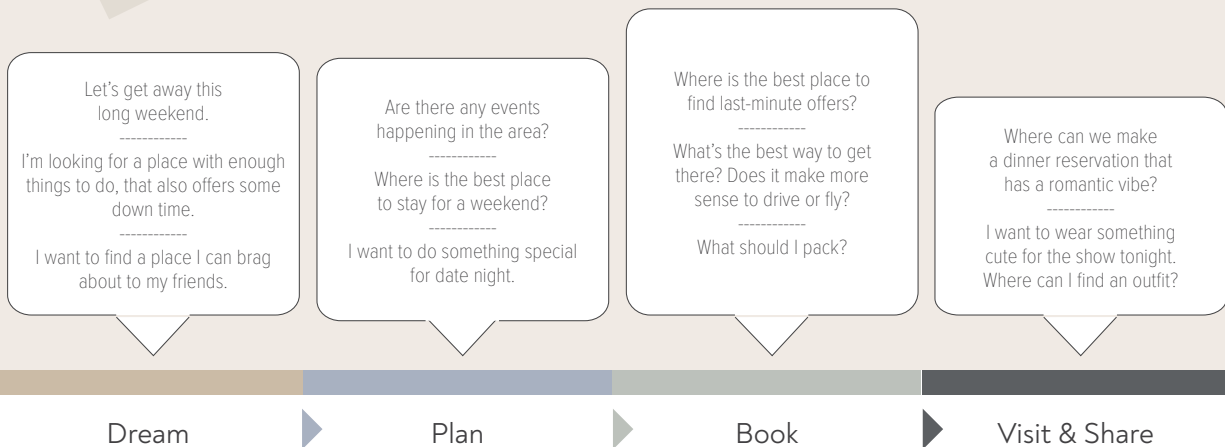 Let's get away this
long weekend.
------------
I'm looking for a place with enough
things to do, that also offers some
down time.
------------
I want to find a place I can brag
about to my friends.
Are there any events
happening in the area?
------------
Where is the best place
to stay for a weekend?
------------
I want to do something special
for date night.
Where is the best place to
find last-minute offers?
------------
What's the best way to get
there? Does it make more
sense to drive or fly?
------------
What should I pack?
Where can we make
a dinner reservation that
has a romantic vibe?
------------
I want to wear something
cute for the show tonight.
Where can I find an outfit?
Dream
Plan
Book
Visit & Share